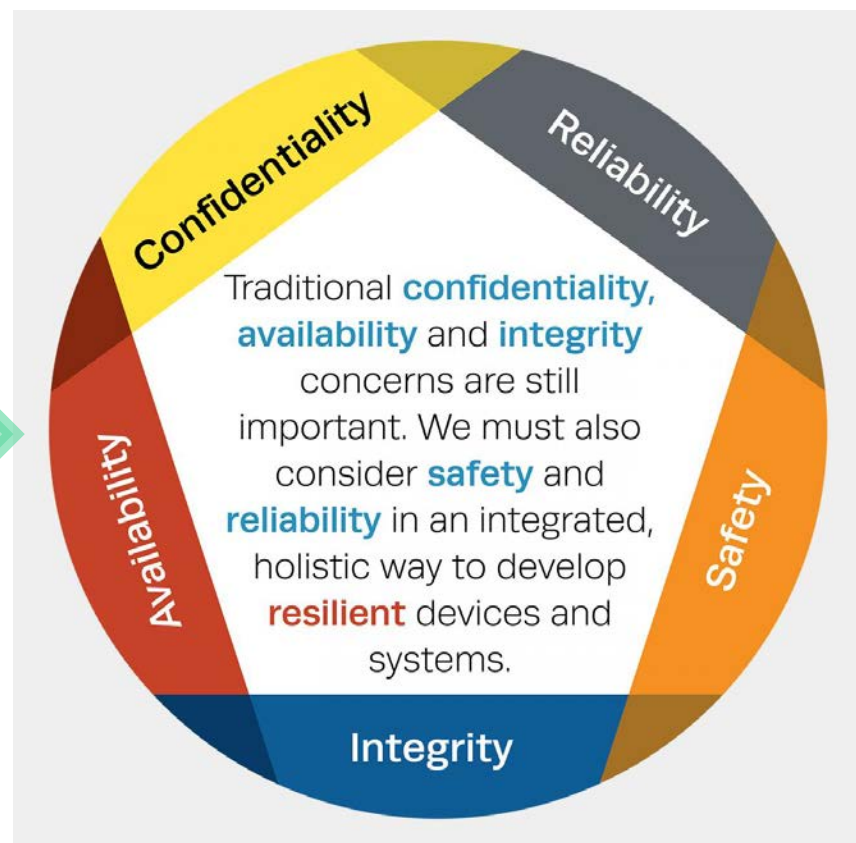 Confidentiality
Reliability
Traditional confidentiality,
availability and integrity
concerns are still
important. We must also
consider safety and
reliability in an integrated,
holistic way to develop
resilient devices and
systems.
Availability
Safety
Integrity